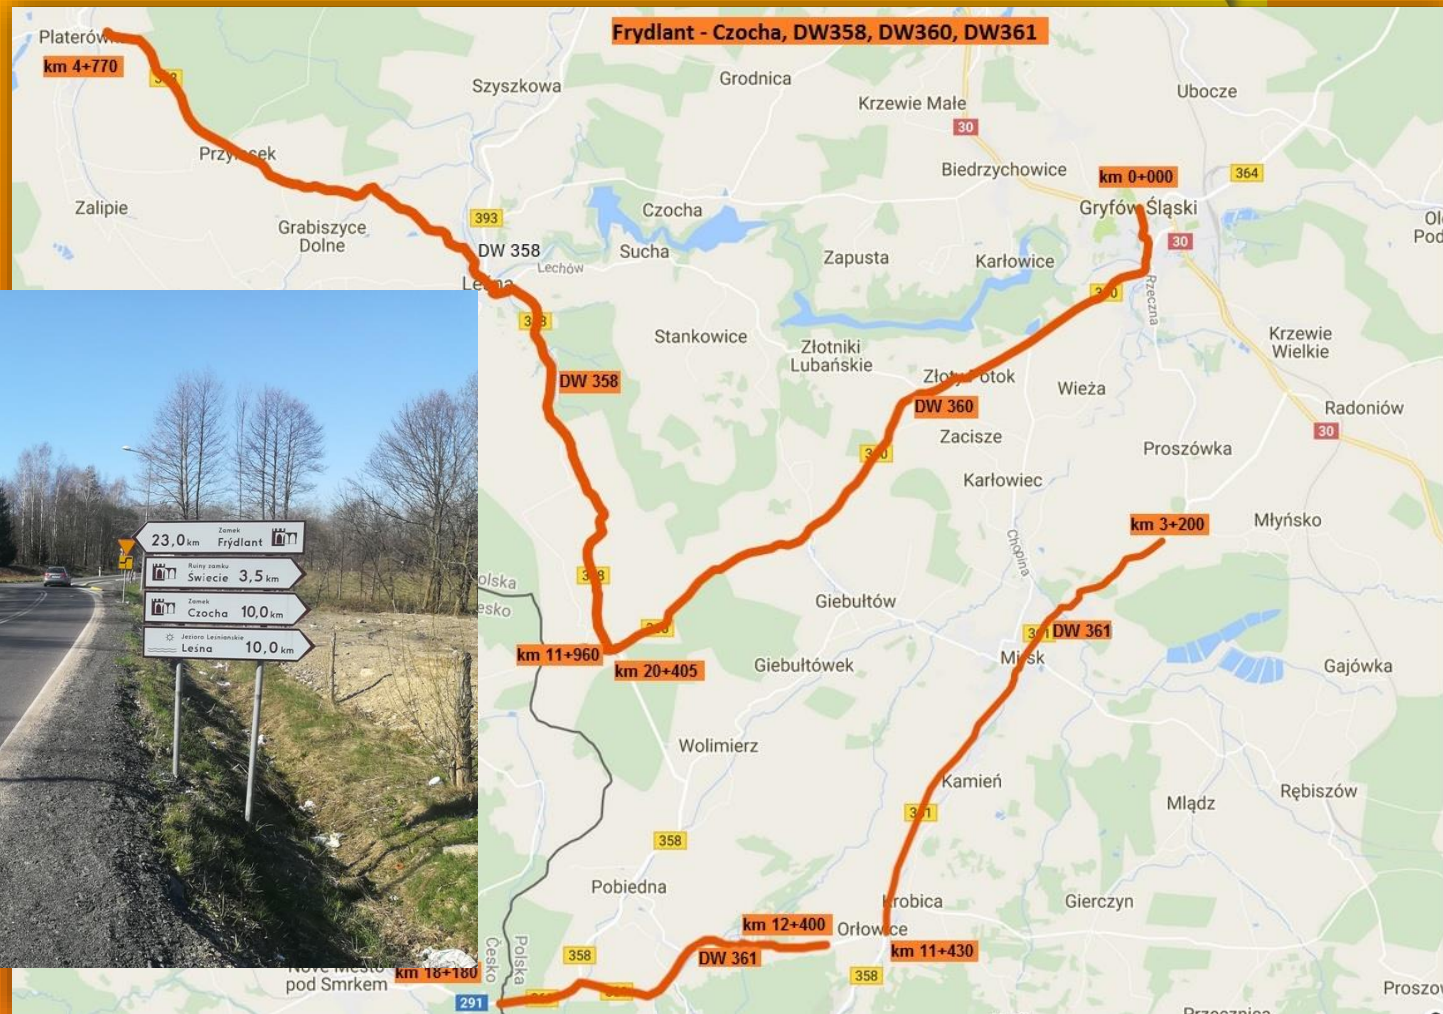 Frydlant - Czocha, DW358, DW360, DW361
km 4+770
Szyszkowa
Grodnica
Krzewie Małe
30
Ubocze
Biedrzychowice
km 0+000
364
Zalipie
Grabiszyce
Dolne
393
Czocha
Gryfów Śląski
30
DW 358
Sucha
Lechów
Zapusta
Karłowice
Rzeczna
Stankowice
Złotniki
Lubańskie
Krzewie
Wielkie
DW 358
Wieża
DW 360
Radoniów
30
Zacisze
Proszówka
Karłowiec
km 3+200
Młyńsko
Chopina
23,0 km Zamek Frýdlant
Ruiny zamku
Świecie 3,5 km
Zamek
Czocha 10,0 km
Jezioro Leśniańskie
Leśna 10,0 km
Giebułtów
DW 361
km 11+960
km 20+405
Giebułtówek
Gajówka
Wolimierz
Kamień
Mlądz
Rębiszów
358
Pobiedna
Gierczyn
km 12+400
Orłowice
km 11+430
358
DW 361
358
Česko
Polska
km 18+180
pod Smrkem
291